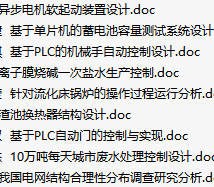 异步电机软起动装置设计.doc
基于单片机的蓄电池容量测试系统设计
基于PLC的机械手自动控制设计.doc
离子膜烧碱一次盐水生产控制.doc
针对流化床锅炉的操作过程运行分析.d
渣池换热器结构设计.doc
基于PLC自动门的控制与实现.doc
10万吨每天城市废水处理控制设计.doc
我国电网结构合理性分布调查研究分析.d